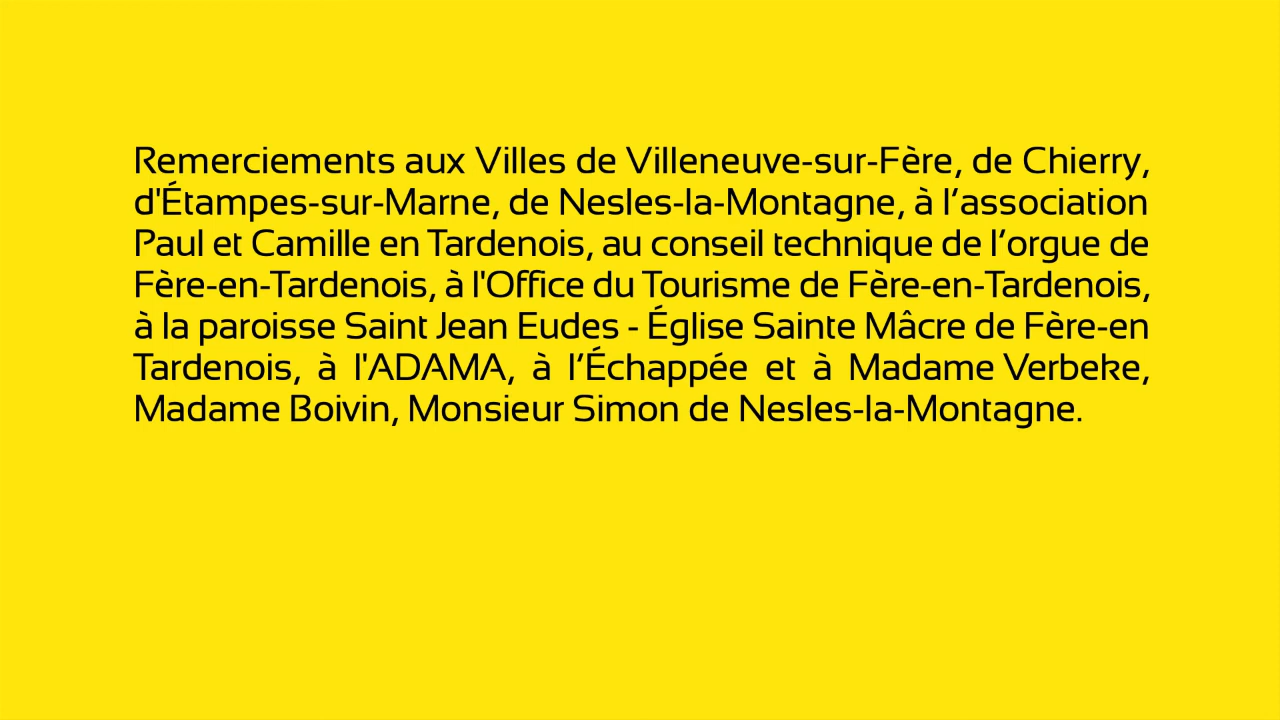 Remerciements aux Villes de Villeneuve-sur-Fère, de Chierry,
d'Étampes-sur-Marne, de Nesles-la-Montagne, à l’association
Paul et Camille en Tardenois, au conseil technique de l’orgue de
Fère-en-Tardenois, à l'Office du Tourisme de Fère-en-Tardenois,
à la paroisse Saint Jean Eudes - Église Sainte Mâcre de Fère-en
Tardenois, à l'ADAMA, à l’Échappée et à Madame Verbeke,
Madame Boivin, Monsieur Simon de Nesles-la-Montagne.